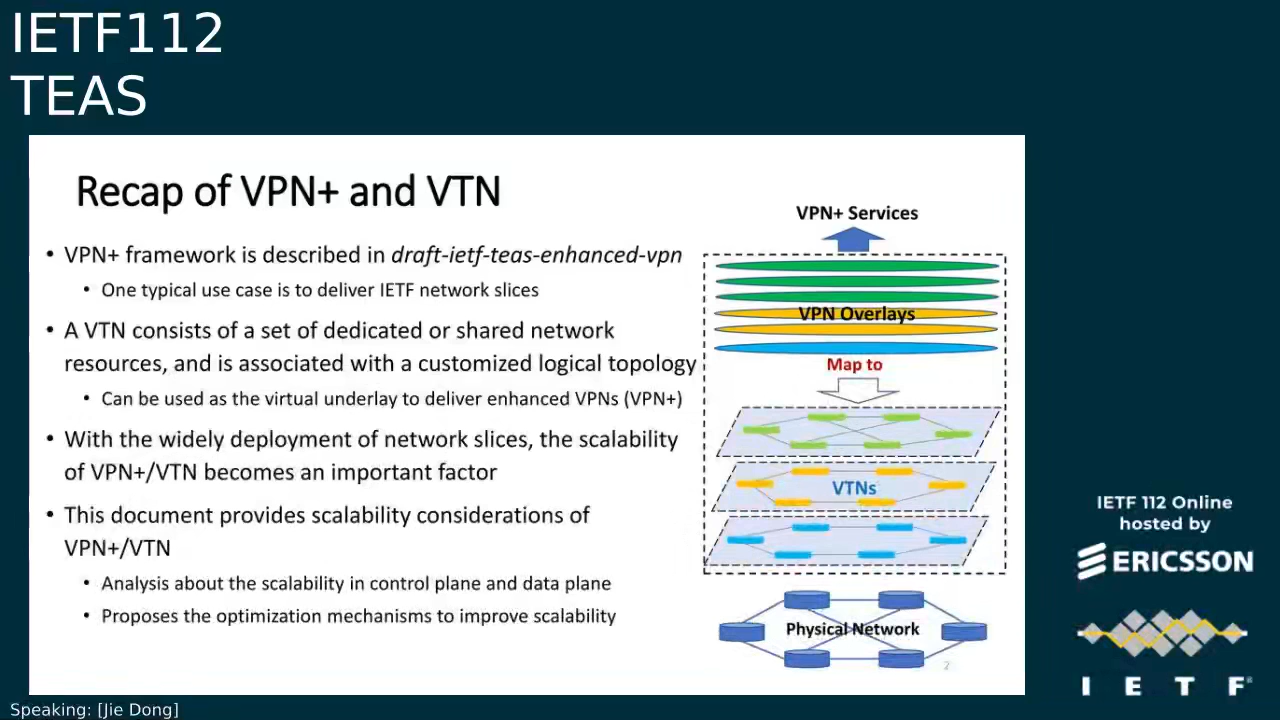 IETF112
TEAS
Recap of VPN+ and VTN
• VPN+ framework is described in draft-ietf-teas-enhanced-vpn
• One typical use case is to deliver IETF network slices
• A VTN consists of a set of dedicated or shared network
resources, and is associated with a customized logical topology
• Can be used as the virtual underlay to deliver enhanced VPNs (VPN+)
• With the widely deployment of network slices, the scalability
of VPN+/VTN becomes an important factor
• This document provides scalability considerations of
VPN+/VTN
• Analysis about the scalability in control plane and data plane
• Proposes the optimization mechanisms to improve scalability
VPN+ Services
VPN Overlays
Map to
VTNs
Physical Network
2
IETF 112 Online
hosted by
ERICSSON
I E T F®
Speaking: [Jie Dong]